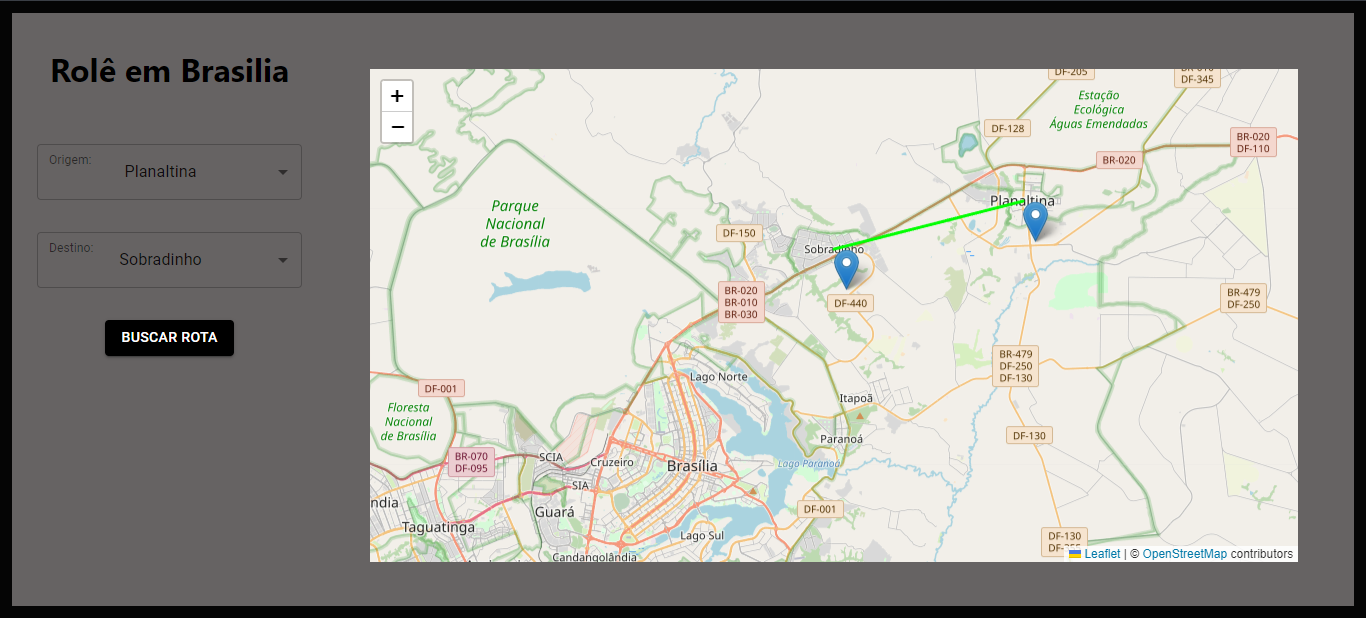 Rolê em Brasilia
Origem:
Planaltina
Destino:
Sobradinho
BUSCAR ROTA
+
−
DF-205
DF-345
Estação
Ecológica
Águas Emendadas
DF-128
BR-020
DF-110
BR-020
Parque
Nacional
de Brasília
Planaltina
DF-150
Sobradinho
BR-020
BR-010
BR-030
DF-440
BR-479
DF-250
BR-479
DF-250
DF-130
Lago Norte
DF-001
Itapoã
Floresta
Nacional
de Brasília
Paranoá
DF-130
BR-070
DF-095
SCIA
Cruzeiro
Brasília
Lago Paranoá
SIA
ndia
Guará
DF-001
Taguatinga
Lago Sul
DF-130
Candangolândia
Leaflet | © OpenStreetMap contributors